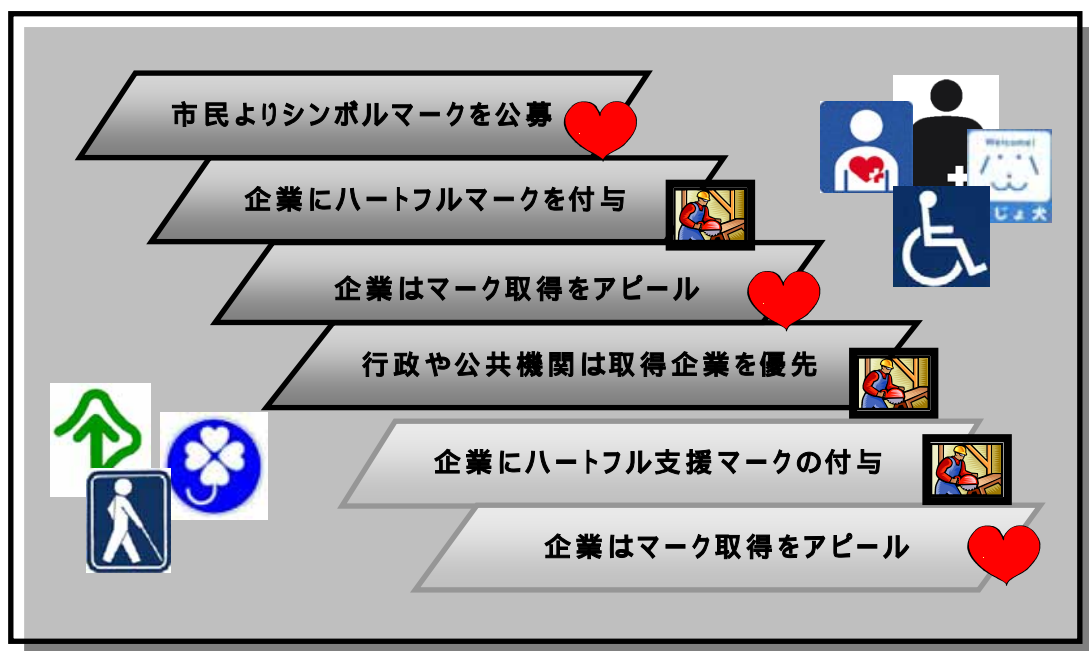 市民よりシンボルマークを公募
企業にハートフルマークを付与
企業はマーク取得をアピール
行政や公共機関は取得企業を優先
企業にハートフル支援マークの付与
企業はマーク取得をアピール
Welcome!
じょ犬